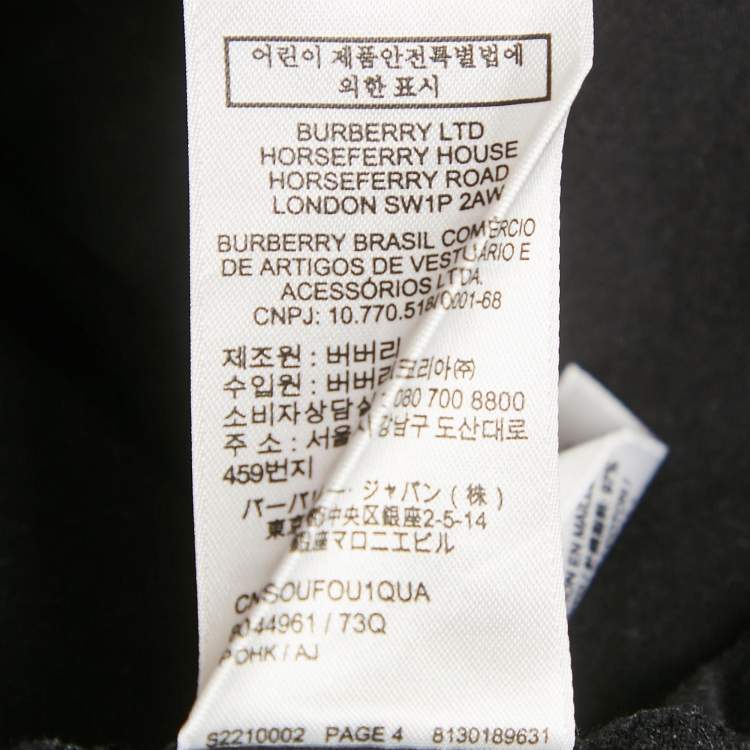 어린이 제품안전특별법에
의한 표시
BURBERRY LTD
HORSEFERRY HOUSE
HORSEFERRY ROAD
LONDON SW1P 2AW
BURBERRY BRASIL COMÉRCIO
DE ARTIGOS DE VESTUÁRIO E
ACESSÓRIOS LTDA.
CNPJ: 10.770.518/0001-68
제조원 : 버버리
수입원 : 버버리코리아(주)
소비자상담실 : 080 700 8800
주 소 : 서울시 강남구 도산대로
459번지
バーバリー・ジャパン(株)
東京都中央区銀座2-5-14
銀座マロニエビル
CNSOUFOU1QUA
44961 / 73Q
/ AJ
S2210002 PAGE 4 8130189631